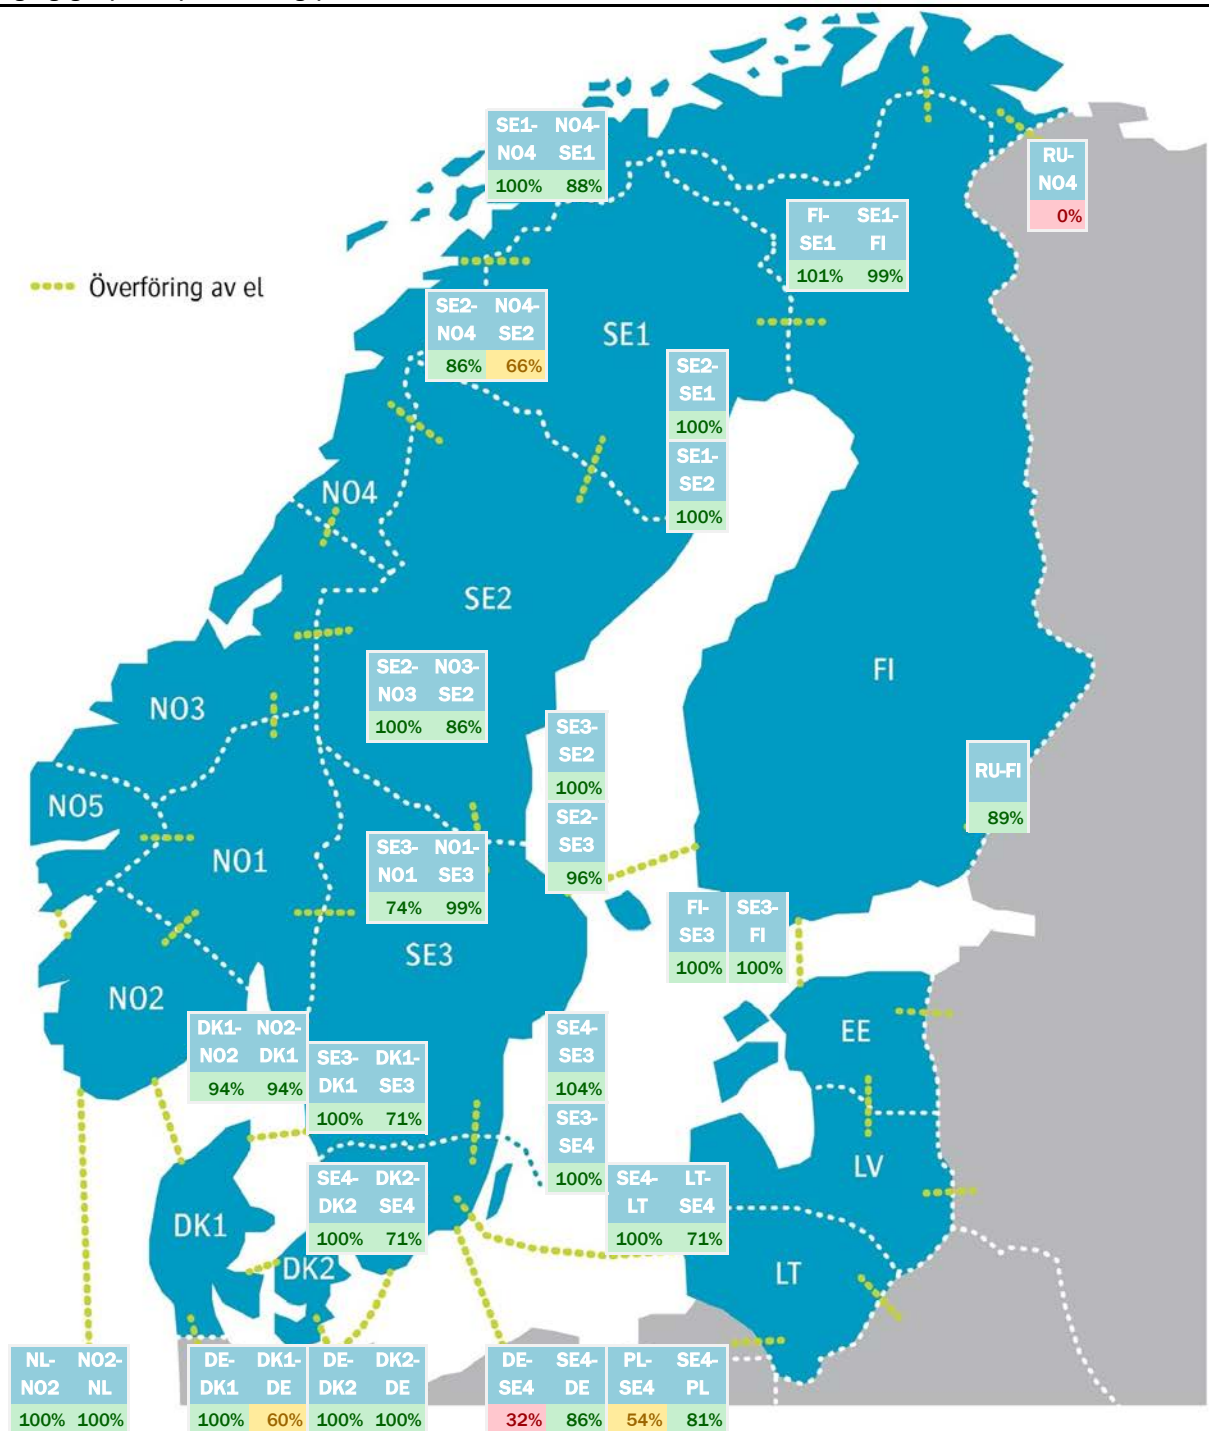 SE1- NO4-
NO4 SE1
100% 88%
RU-
NO4
0%
FI- SE1-
SE1 FI
101% 99%
Överföring av el
SE2- NO4-
NO4 SE2
86% 66%
SE1
SE2-
SE1
100%
SE1-
SE2
100%
NO4
SE2
SE2- NO3-
NO3 SE2
100% 86%
FI
NO3
SE3-
SE2
100%
SE2-
SE3
96%
RU-FI
89%
NO5
NO1
SE3- NO1-
NO1 SE3
74% 99%
FI- SE3-
SE3 FI
100% 100%
SE3
NO2
DK1- NO2-
NO2 DK1
94% 94%
SE3- DK1-
DK1 SE3
100% 71%
SE4-
SE3
104%
SE3-
SE4
100%
EE
LV
SE4- DK2-
DK2 SE4
100% 71%
SE4- LT-
LT SE4
100% 71%
DK1
DK2
LT
NL- NO2-
NO2 NL
100% 100%
DE- DK1-
DK1 DE
100% 60%
DE- DK2-
DK2 DE
100% 100%
DE- SE4-
SE4 DE
32% 86%
PL- SE4-
SE4 PL
54% 81%